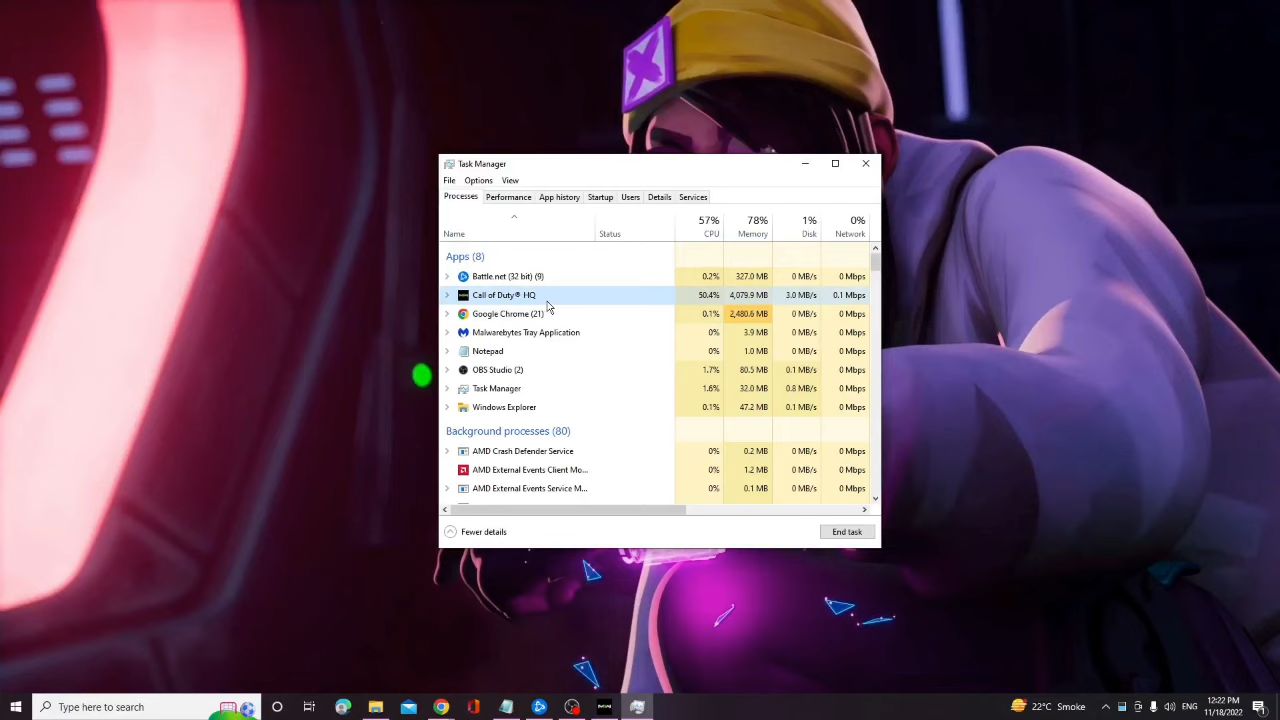 Task Manager
File Options View
Processes Performance App history Startup Users Details Services
57% 78% 1% 0%
Name Status CPU Memory Disk Network
Apps (8)
Battle.net (32 bit) (9) 0.2% 327.0 MB 0 MB/s 0 Mbps
Call of Duty® HQ 50.4% 4,079.9 MB 3.0 MB/s 0.1 Mbps
Google Chrome (21) 0.1% 2,480.6 MB 0 MB/s 0 Mbps
Malwarebytes Tray Application 0% 3.9 MB 0 MB/s 0 Mbps
Notepad 0% 1.0 MB 0 MB/s 0 Mbps
OBS Studio (2) 1.7% 80.5 MB 0.1 MB/s 0 Mbps
Task Manager 1.6% 32.0 MB 0.8 MB/s 0 Mbps
Windows Explorer 0.1% 47.2 MB 0.1 MB/s 0 Mbps
Background processes (80)
AMD Crash Defender Service 0% 0.2 MB 0 MB/s 0 Mbps
AMD External Events Client Mo... 0% 1.2 MB 0 MB/s 0 Mbps
AMD External Events Service M... 0% 0.1 MB 0 MB/s 0 Mbps
Fewer details End task
Type here to search 22°C Smoke ENG 12:22 PM
11/18/2022